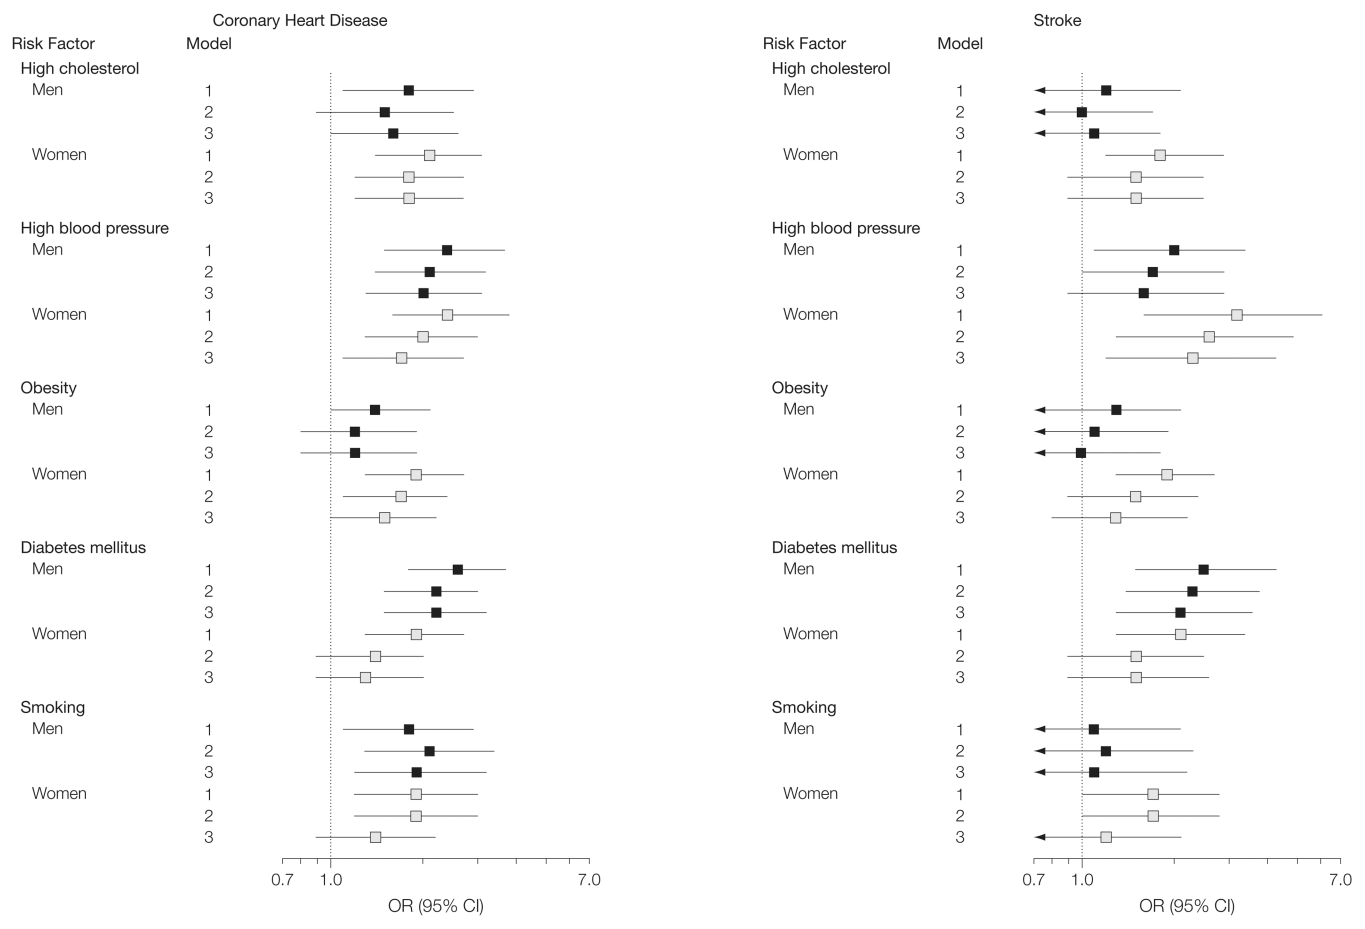 Coronary Heart Disease
Risk Factor Model
High cholesterol
Men 1
2
3
Women 1
2
3
High blood pressure
Men 1
2
3
Women 1
2
3
Obesity
Men 1
2
3
Women 1
2
3
Diabetes mellitus
Men 1
2
3
Women 1
2
3
Smoking
Men 1
2
3
Women 1
2
3
0.7 1.0 7.0
OR (95% CI)
Stroke
Risk Factor Model
High cholesterol
Men 1
2
3
Women 1
2
3
High blood pressure
Men 1
2
3
Women 1
2
3
Obesity
Men 1
2
3
Women 1
2
3
Diabetes mellitus
Men 1
2
3
Women 1
2
3
Smoking
Men 1
2
3
Women 1
2
3
0.7 1.0 7.0
OR (95% CI)